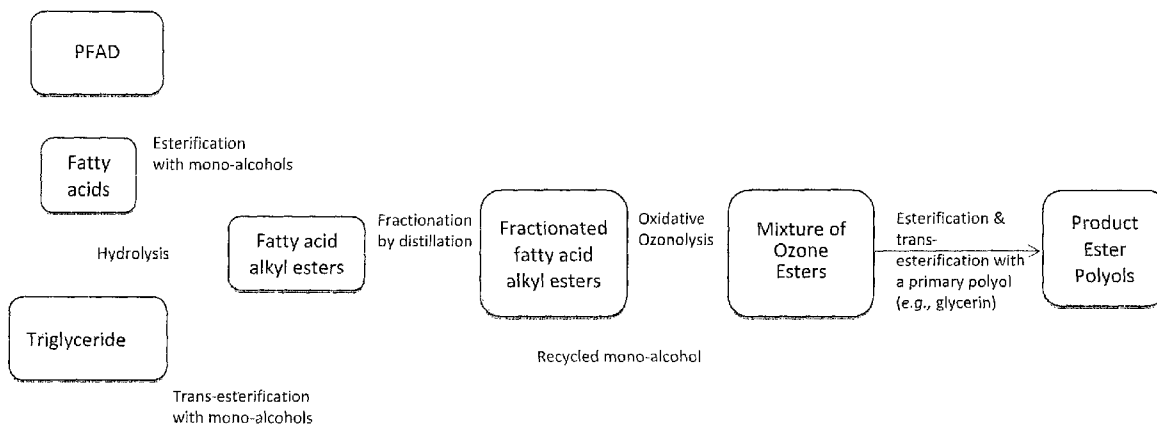 PFAD
Esterification
with mono-alcohols
Fatty
acids
Hydrolysis
Triglyceride
Trans-esterification
with mono-alcohols
Fatty acid
alkyl esters
Fractionation
by distillation
Fractionated
fatty acid
alkyl esters
Oxidative
Ozonolysis
Recycled mono-alcohol
Mixture of
Ozone
Esters
Esterification &
trans-
esterification with
a primary polyol
(e.g., glycerin)
Product
Ester
Polyols